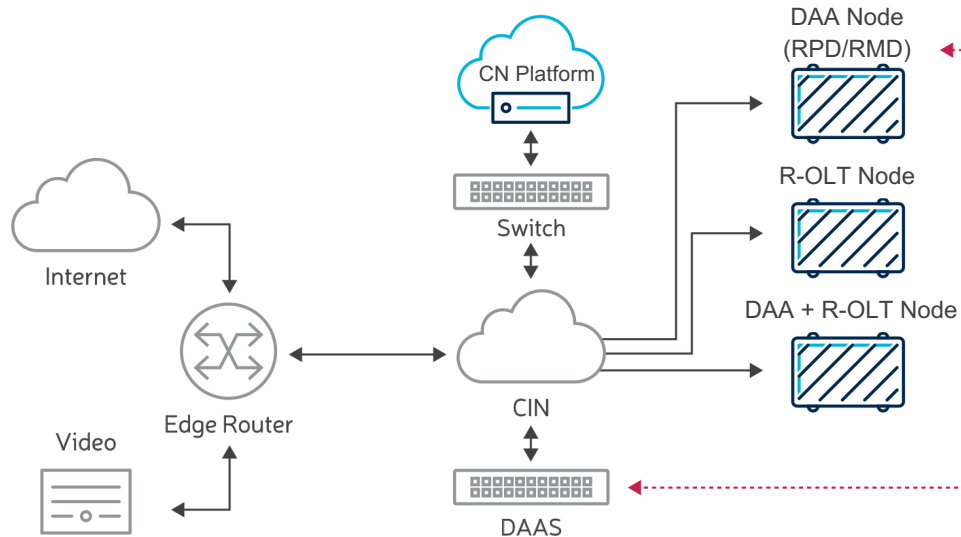 DAA Node
(RPD/RMD)
CN Platform
R-OLT Node
Switch
Internet
DAA + R-OLT Node
CIN
Edge Router
Video
DAAS